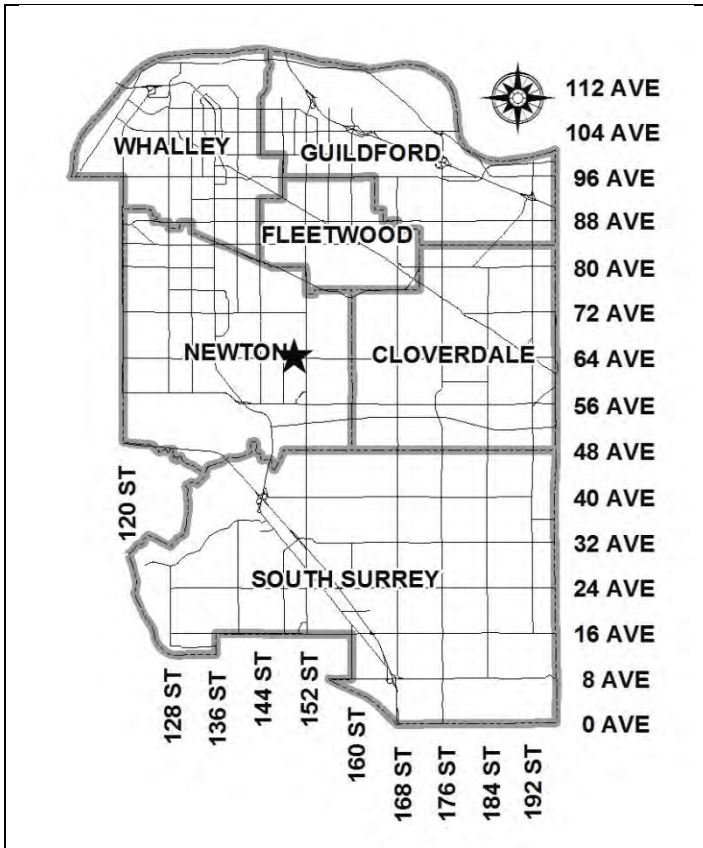 112 AVE
104 AVE
WHALLEY
GUILDFORD
96 AVE
88 AVE
FLEETWOOD
80 AVE
72 AVE
NEWTON
CLOVERDALE
64 AVE
56 AVE
48 AVE
120 ST
40 AVE
32 AVE
SOUTH SURREY
24 AVE
16 AVE
128 ST
136 ST
144 ST
152 ST
8 AVE
160 ST
0 AVE
168 ST
176 ST
184 ST
192 ST